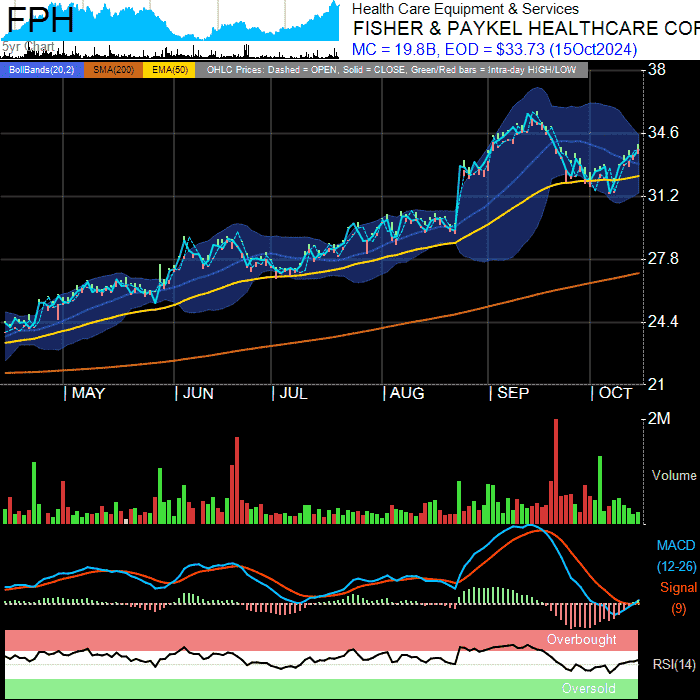 FPH
5yr Chart
Health Care Equipment & Services
FISHER & PAYKEL HEALTHCARE COR
MC = 19.8B, EOD = $33.73 (15Oct2024)
BollBands(20,2) SMA(200) EMA(50) OHLC Prices: Dashed = OPEN, Solid = CLOSE, Green/Red bars = Intra-day HIGH/LOW
38
34.6
31.2
27.8
24.4
21
MAY JUN JUL AUG SEP OCT
2M
Volume
MACD
(12-26)
Signal
(9)
Overbought
RSI(14)
Oversold